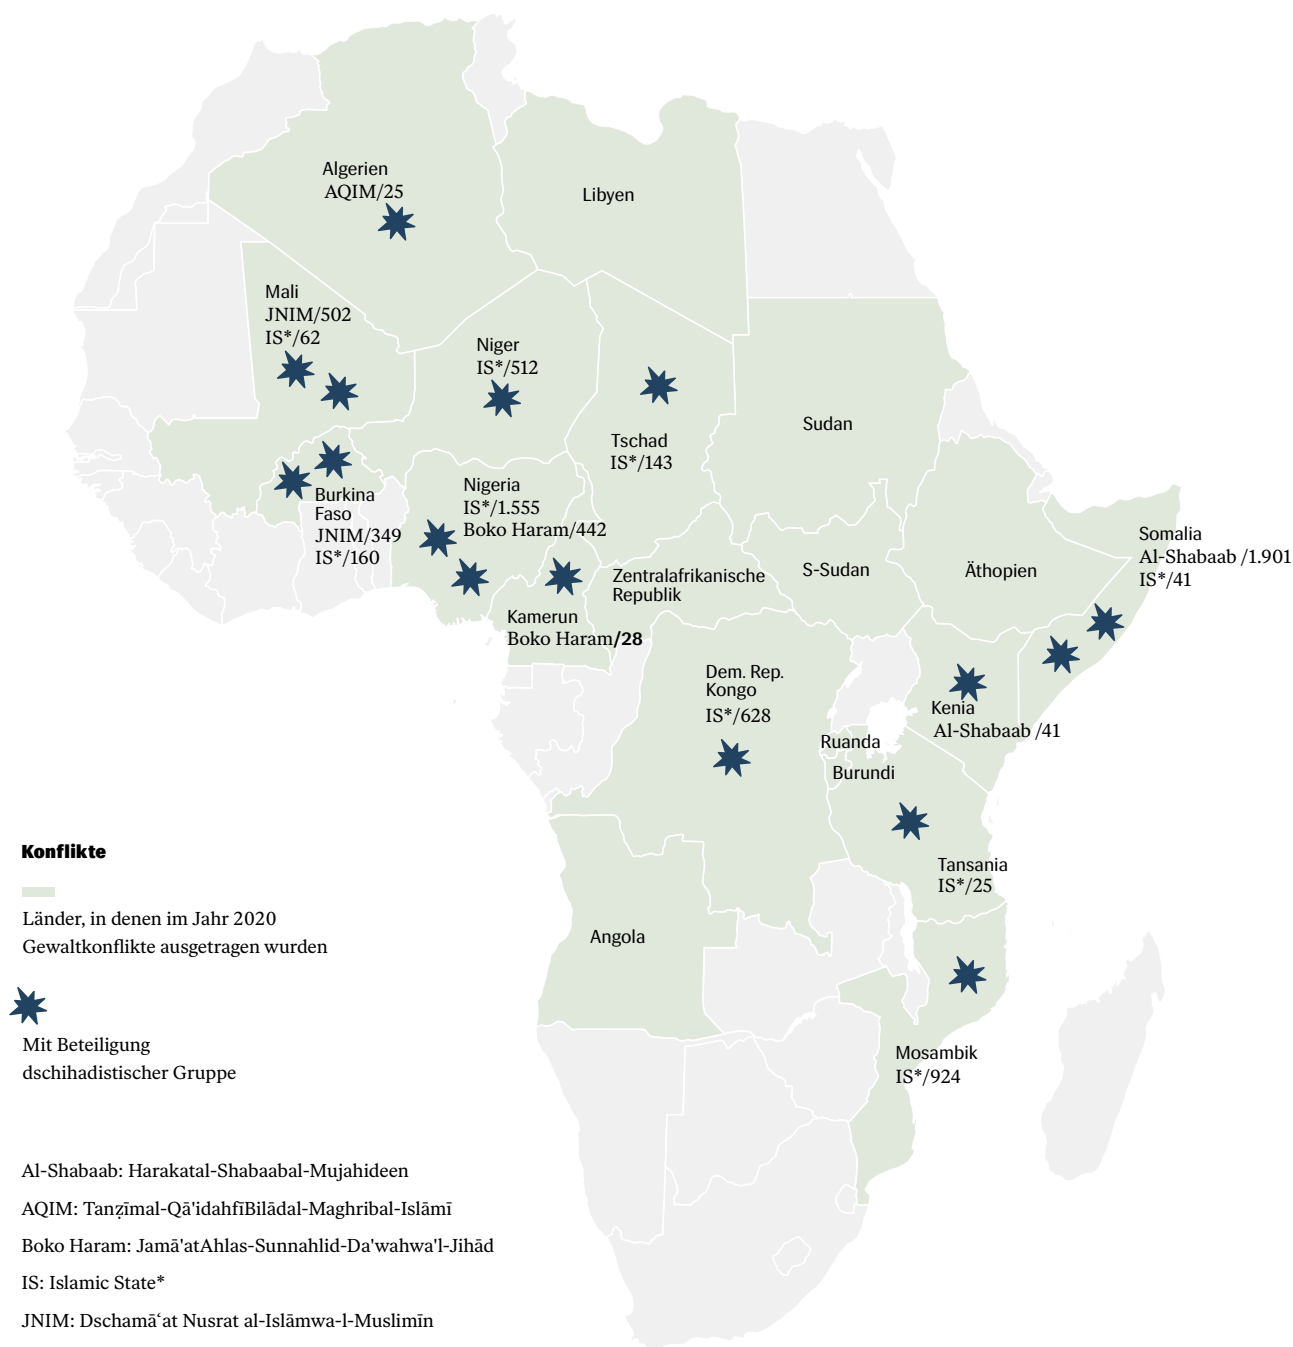 Algerien
AQIM/25
Libyen
Mali
JNIM/502
IS*/62
Niger
IS*/512
Tschad
IS*/143
Sudan
Burkina
Faso
JNIM/349
IS*/160
Nigeria
IS*/1.555
Boko Haram/442
Kamerun
Boko Haram/28
Zentralafrikanische
Republik
S-Sudan
Äthopien
Somalia
Al-Shabaab /1.901
IS*/41
Dem. Rep.
Kongo
IS*/628
Kenia
Al-Shabaab /41
Ruanda
Burundi
Tansania
IS*/25
Angola
Mosambik
IS*/924
Konflikte
Länder, in denen im Jahr 2020
Gewaltkonflikte ausgetragen wurden
Mit Beteiligung
dschihadistischer Gruppe
Al-Shabaab: Harakatal-Shabaabal-Mujahideen
AQIM: Tanẓīmal-Qā'idahfīBilādal-Maghribal-Islāmī
Boko Haram: Jamā'atAhlas-Sunnahlid-Da'wahwa'l-Jihād
IS: Islamic State*
JNIM: Dschamāʿat Nusrat al-Islāmwa-l-Muslimīn